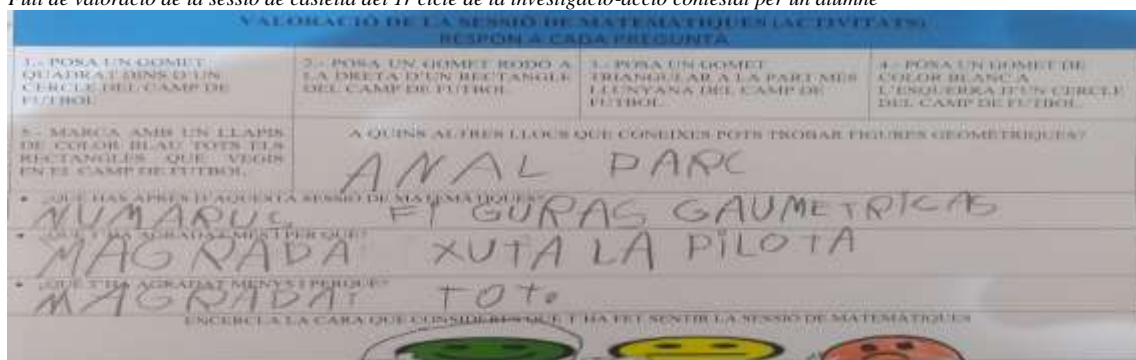 Full de valoració de la sessió de castellà del 1r cicle de la investigació-acció contestat per un alumne
VALORACIÓ DE LA SESSIÓ DE MATEMÀTIQUES (ACTIVITATS)
RESPON A CADA PREGUNTA
1.- POSA UN GOMET
QUADRAT DINS D'UN
CERCLE DEL CAMP DE
FUTBOL.
2.- POSA UN GOMET RODÓ A
LA DRETA D'UN RECTANGLE
DEL CAMP DE FUTBOL.
3.- POSA UN GOMET
TRIANGULAR A LA PART MÉS
LLUNYANA DEL CAMP DE
FUTBOL.
4.- POSA UN GOMET DE
COLOR BLANC A
L'ESQUERRA D'UN CERCLE
DEL CAMP DE FUTBOL.
5.- MARCA AMB UN LLAPIS
DE COLOR BLAU TOTS ELS
RECTANGLES QUE VEGIS
EN EL CAMP DE FUTBOL.
A QUINS ALTRES LLOCS QUE CONEIXES POTS TROBAR FIGURES GEOMÈTRIQUES?
ANAL PARC
• ¿QUÈ HAS APRÈS D'AQUESTA SESSIÓ DE MATEMÀTIQUES?
NUMARUS FIGURAS GAUMETRICAS
• ¿QUÈ T'HA AGRADAT MÉS I PER QUÈ?
MAGRADA XUTA LA PILOTA
• ¿QUÈ T'HA AGRADAT MENYS I PERQUÈ?
MAGRADAT TOT.
ENCERCLA LA CARA QUE CONSIDERES QUE T'HA FET SENTIR LA SESSIÓ DE MATEMÀTIQUES